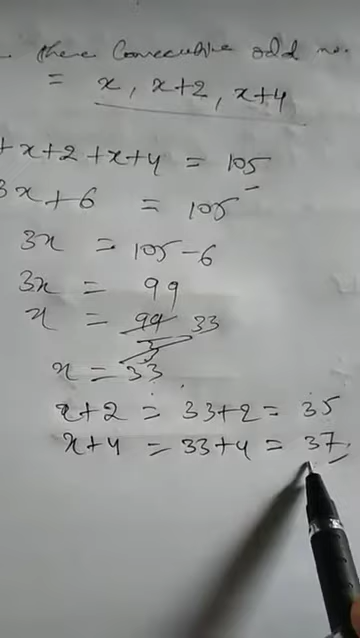 three Consecutive odd no.
= x, x+2, x+4
+x+2+x+4 = 105
3x+6 = 105
3x = 105-6
3x = 99
x = 99/3 33
x = 33
x+2 = 33+2 = 35
x+4 = 33+4 = 37